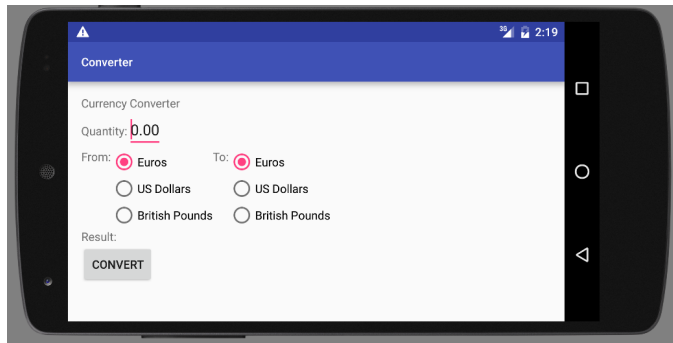 3G 2:19
Converter
Currency Converter
Quantity: 0.00
From: Euros To: Euros
US Dollars US Dollars
British Pounds British Pounds
Result:
CONVERT